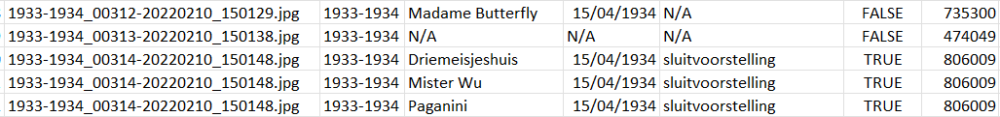 1933-1934_00312-20220210_150129.jpg 1933-1934 Madame Butterfly 15/04/1934 N/A FALSE 735300
1933-1934_00313-20220210_150138.jpg 1933-1934 N/A N/A N/A FALSE 474049
1933-1934_00314-20220210_150148.jpg 1933-1934 Driemeisjeshuis 15/04/1934 sluitvoorstelling TRUE 806009
1933-1934_00314-20220210_150148.jpg 1933-1934 Mister Wu 15/04/1934 sluitvoorstelling TRUE 806009
1933-1934_00314-20220210_150148.jpg 1933-1934 Paganini 15/04/1934 sluitvoorstelling TRUE 806009